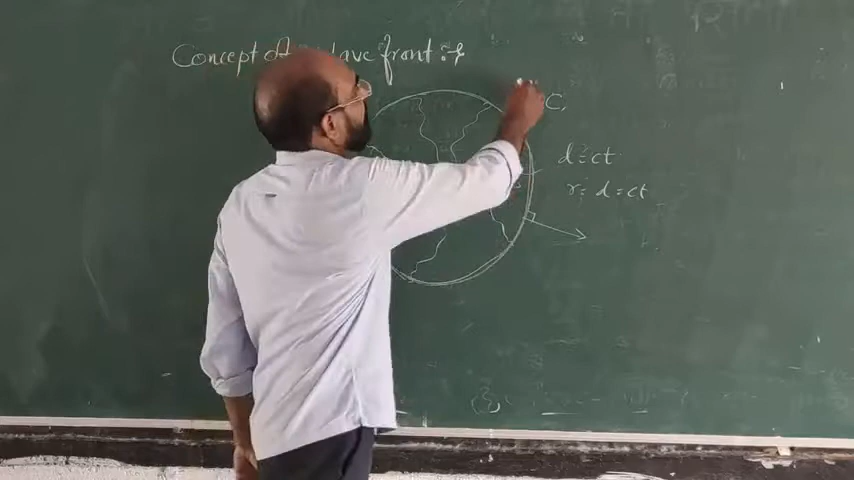 Concept of wave front :-
C,
d = ct
r = d = ct